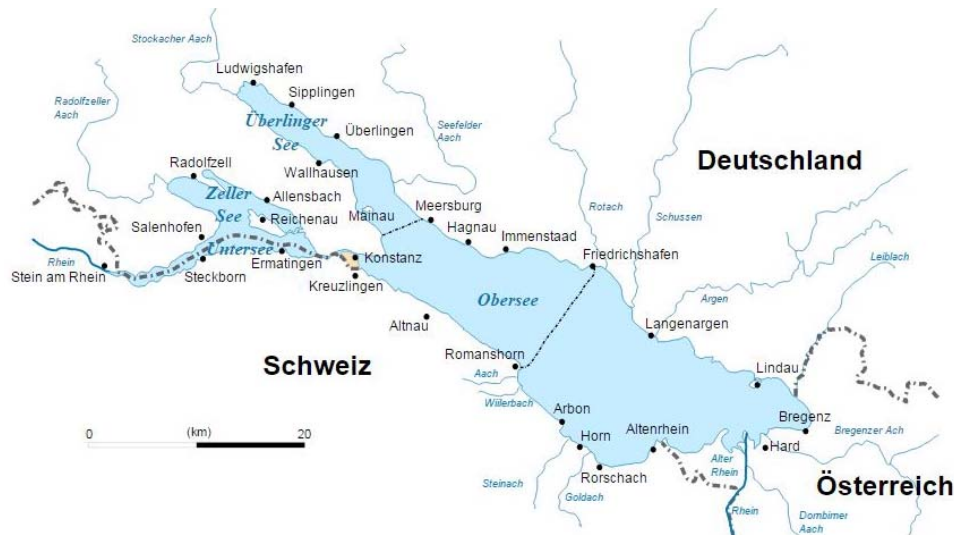 Stockacher Aach
Ludwigshafen
Sipplingen
Radolfzeller
Aach
Überlinger
See
Überlingen
Seefelder
Aach
Deutschland
Radolfzell
Wallhausen
Zeller
See
Allensbach
Mainau
Meersburg
Reichenau
Rotach
Schussen
Salenhofen
Hagnau
Untersee
Immenstaad
Rhein
Ermatingen
Konstanz
Friedrichshafen
Leiblach
Stein am Rhein
Steckborn
Kreuzlingen
Obersee
Argen
Altnau
Langenargen
Schweiz
Romanshorn
Aach
Lindau
Wiilerbach
Arbon
Bregenz
0
(km)
20
Horn
Altenrhein
Bregenzer Ach
Hard
Alter
Rhein
Steinach
Rorschach
Goldach
Österreich
Rhein
Dornbirner
Aach